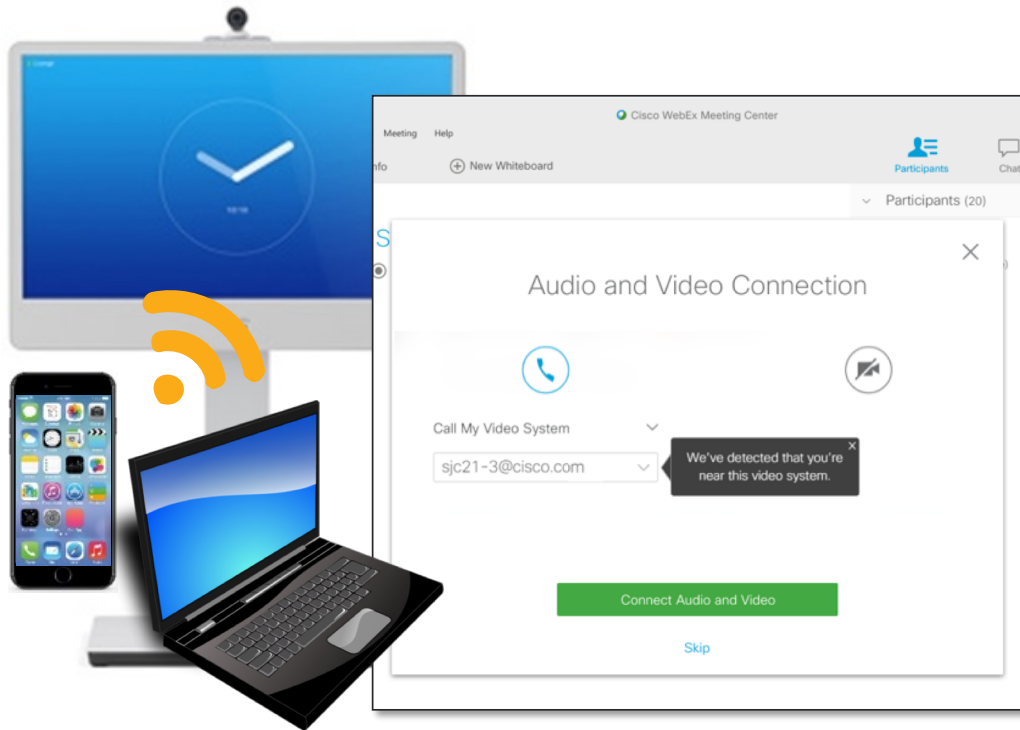 Cisco WebEx Meeting Center
Meeting Help
nfo
New Whiteboard
Participants
Chat
Participants (20)
S
Audio and Video Connection
Call My Video System
sjc21-3@cisco.com
We've detected that you're
near this video system.
Connect Audio and Video
Skip